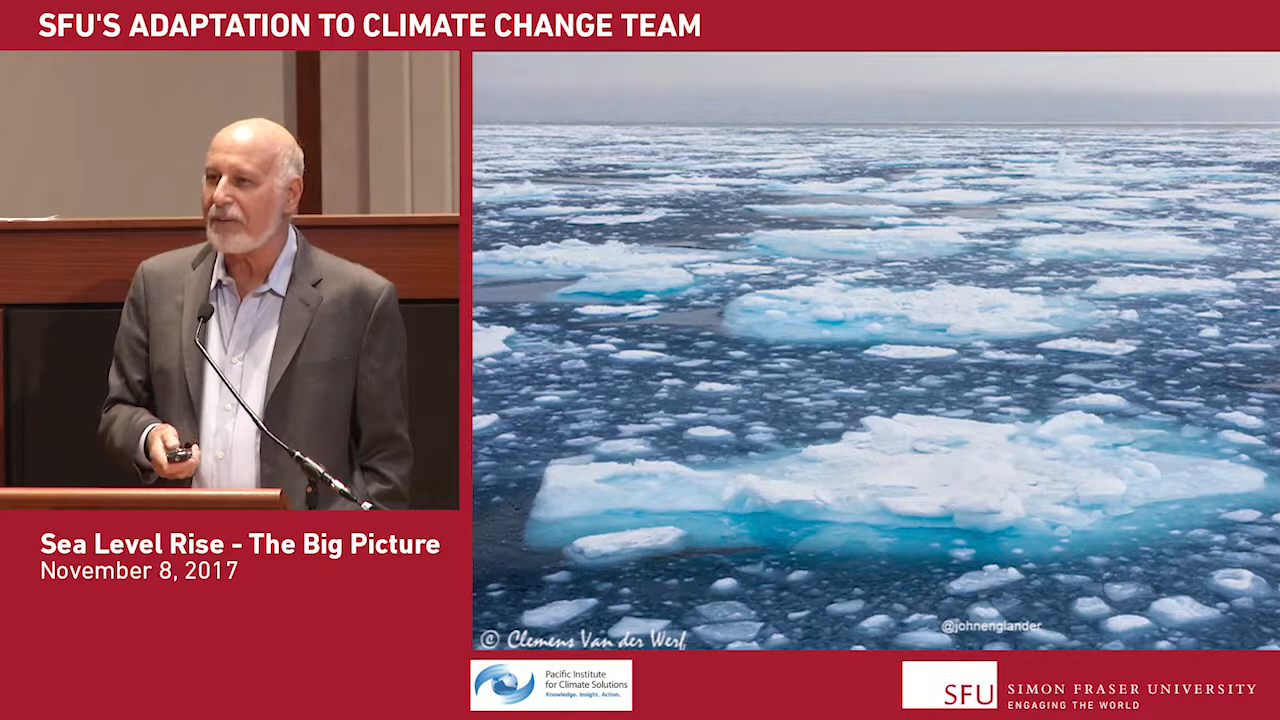 SFU'S ADAPTATION TO CLIMATE CHANGE TEAM
Sea Level Rise - The Big Picture
November 8, 2017
@johnenglander
© Clemens Van der Werf
Pacific Institute
for Climate Solutions
Knowledge. Insight. Action.
SFU
SIMON FRASER UNIVERSITY
ENGAGING THE WORLD